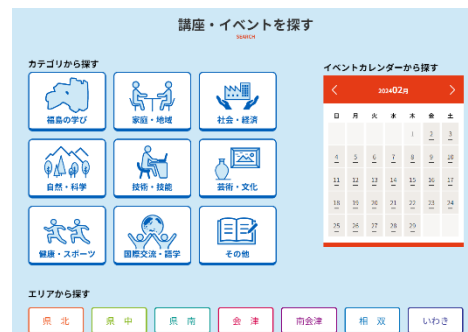 講座・イベントを探す
SEARCH
カテゴリから探す
福島の学び
家庭・地域
社会・経済
自然・科学
技術・技能
芸術・文化
健康・スポーツ
国際交流・語学
その他
イベントカレンダーから探す
2024 02月
日 月 火 水 木 金 土
1 2 3
4 5 6 7 8 9 10
11 12 13 14 15 16 17
18 19 20 21 22 23 24
25 26 27 28 29
エリアから探す
県北 県中 県南 会津 南会津 相双 いわき